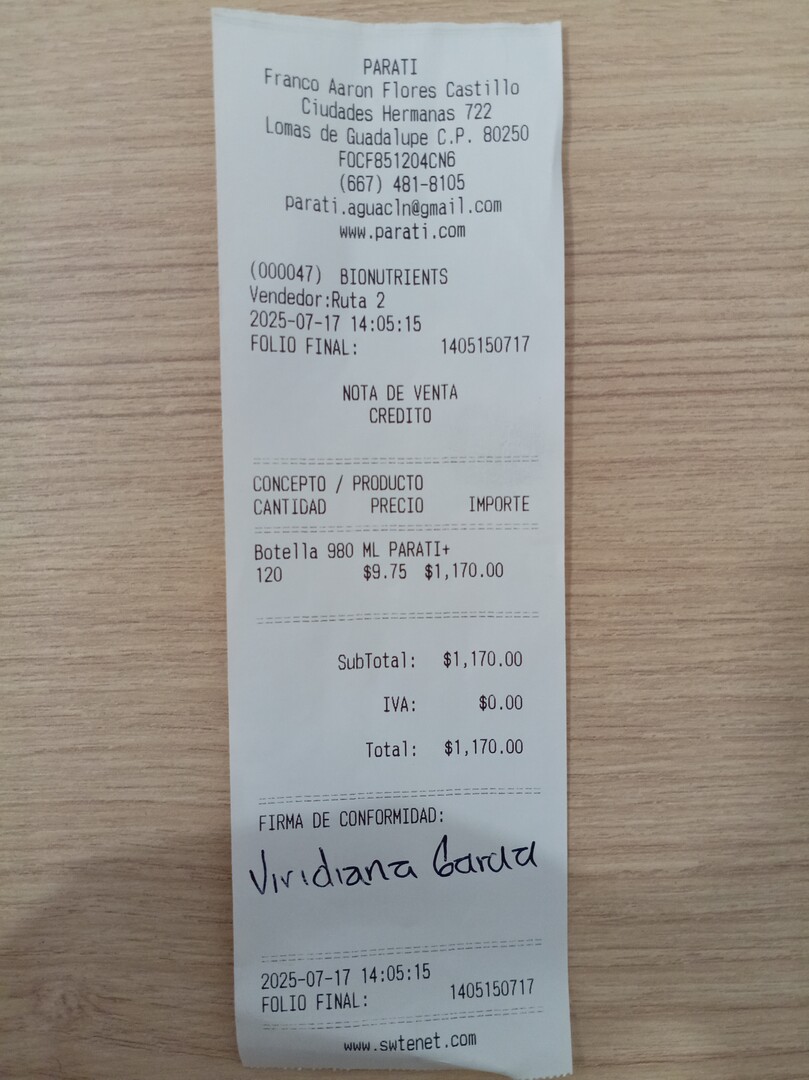 PARATI
Franco Aaron Flores Castillo
Ciudades Hermanas 722
Lomas de Guadalupe C.P. 80250
FOCF851204CN6
(667) 481-8105
parati.aguacln@gmail.com
www.parati.com
(000047) BIONUTRIENTS
Vendedor:Ruta 2
2025-07-17 14:05:15
FOLIO FINAL: 1405150717
NOTA DE VENTA
CREDITO
CONCEPTO / PRODUCTO
CANTIDAD PRECIO IMPORTE
Botella 980 ML PARATI+
120 $9.75 $1,170.00
SubTotal: $1,170.00
IVA: $0.00
Total: $1,170.00
FIRMA DE CONFORMIDAD:
Viridiana Garcia
2025-07-17 14:05:15
FOLIO FINAL: 1405150717
www.swtenet.com